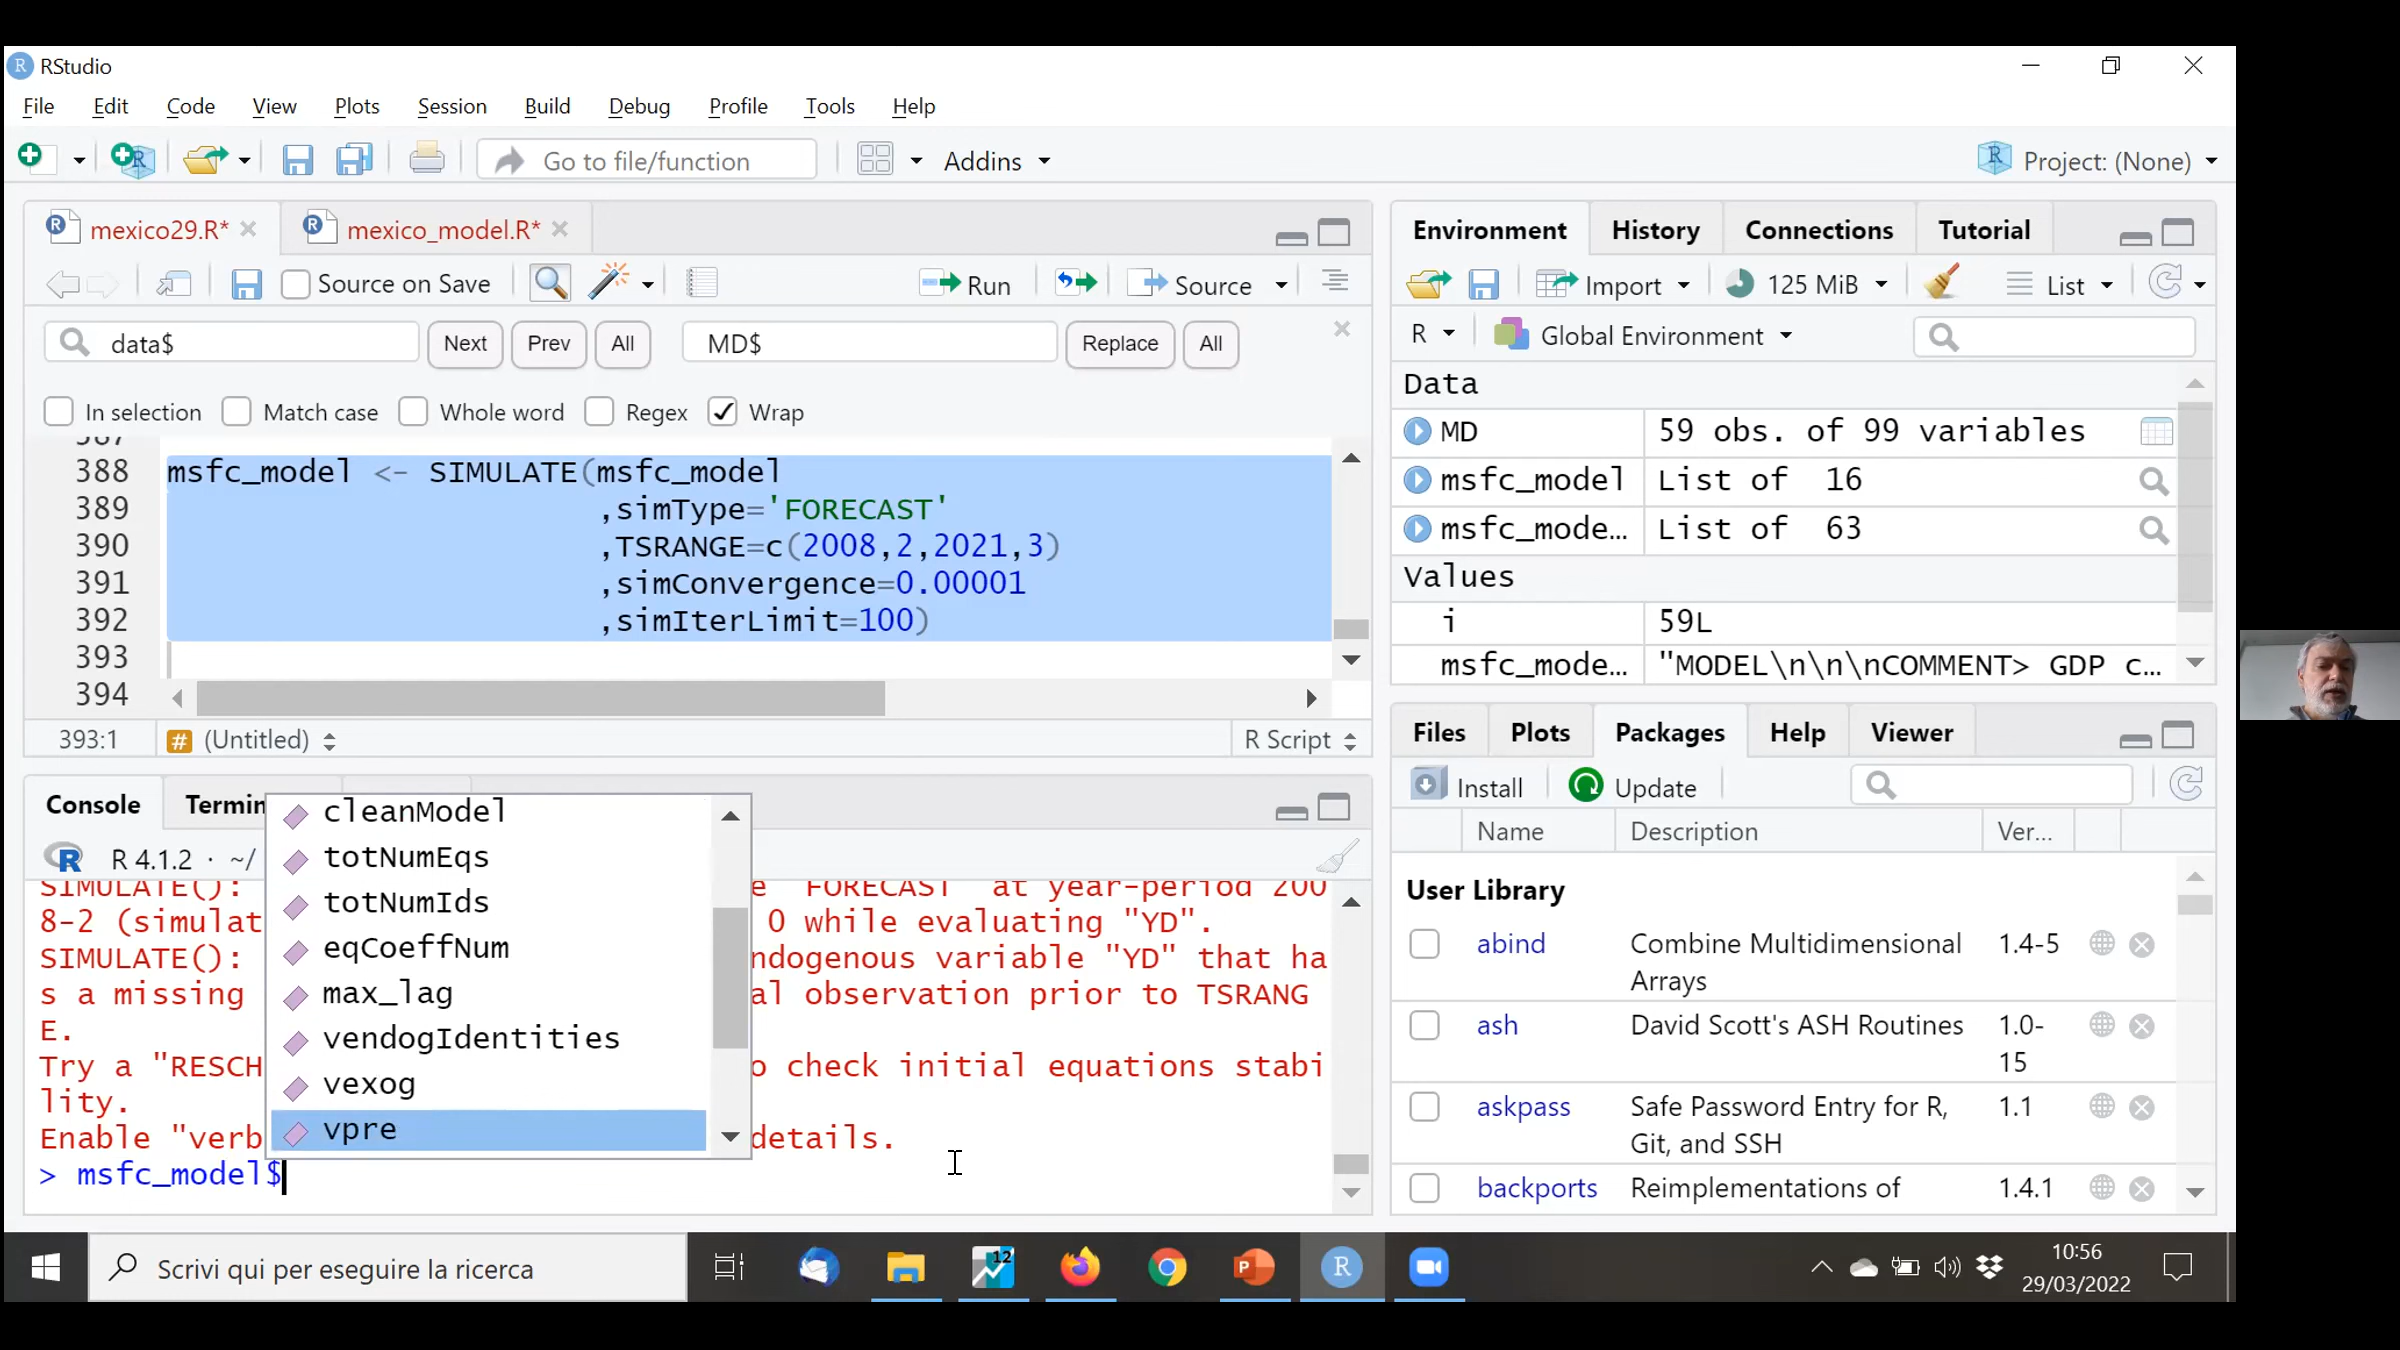 RStudio
File Edit Code View Plots Session Build Debug Profile Tools Help
Go to file/function Addins Project: (None)
mexico29.R* mexico_model.R*
Source on Save Run Source
data$ Next Prev All MD$ Replace All
In selection Match case Whole word Regex Wrap
387
388 msfc_model <- SIMULATE(msfc_model
389 ,simType='FORECAST'
390 ,TSRANGE=c(2008,2,2021,3)
391 ,simConvergence=0.00001
392 ,simIterLimit=100)
393
394
393:1 # (Untitled) R Script
Console Termin
R 4.1.2 · ~/
SIMULATE(): e "FORECAST" at year-period 200
8-2 (simulat 0 while evaluating "YD".
SIMULATE(): ndogenous variable "YD" that ha
s a missing al observation prior to TSRANG
E.
Try a "RESCH o check initial equations stabi
lity.
Enable "verb details.
> msfc_model$
cleanModel
totNumEqs
totNumIds
eqCoeffNum
max_lag
vendogIdentities
vexog
vpre
Environment History Connections Tutorial
Import 125 MiB List
R Global Environment
Data
MD 59 obs. of 99 variables
msfc_model List of 16
msfc_mode… List of 63
Values
i 59L
msfc_mode… "MODEL\n\n\nCOMMENT> GDP c…
Files Plots Packages Help Viewer
Install Update
Name Description Ver...
User Library
abind Combine Multidimensional Arrays 1.4-5
ash David Scott's ASH Routines 1.0-15
askpass Safe Password Entry for R, Git, and SSH 1.1
backports Reimplementations of 1.4.1
Scrivi qui per eseguire la ricerca
12
10:56
29/03/2022